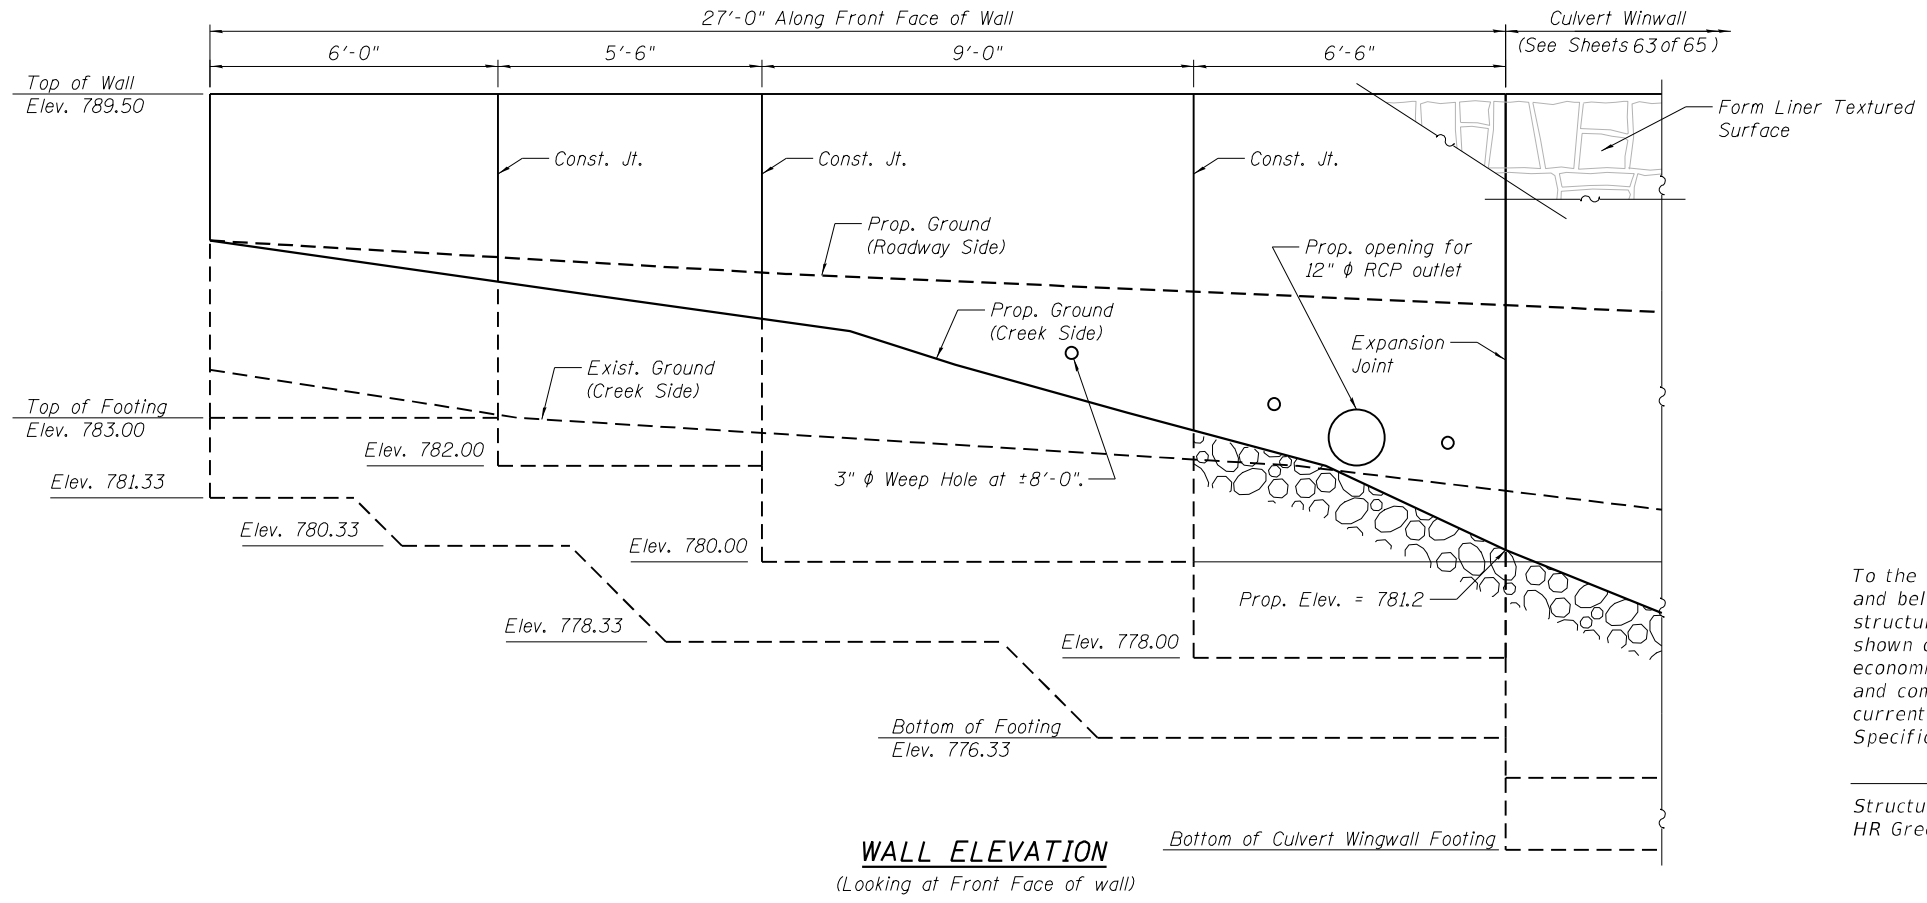 27'-0" Along Front Face of Wall
Culvert Winwall
(See Sheets 63 of 65)
6'-0"
5'-6"
9'-0"
6'-6"
Top of Wall
Elev. 789.50
Form Liner Textured
Surface
Const. Jt.
Const. Jt.
Const. Jt.
Prop. Ground
(Roadway Side)
Prop. opening for
12" ϕ RCP outlet
Prop. Ground
(Creek Side)
Expansion
Joint
Exist. Ground
(Creek Side)
Top of Footing
Elev. 783.00
Elev. 782.00
3" ϕ Weep Hole at ±8'-0".
Elev. 781.33
Elev. 780.33
Elev. 780.00
Prop. Elev. = 781.2
Elev. 778.33
Elev. 778.00
Bottom of Footing
Elev. 776.33
Bottom of Culvert Wingwall Footing
WALL ELEVATION
(Looking at Front Face of wall)
To the
and bel
structur
shown
econom
and con
current
Specific
Structu
HR Gree